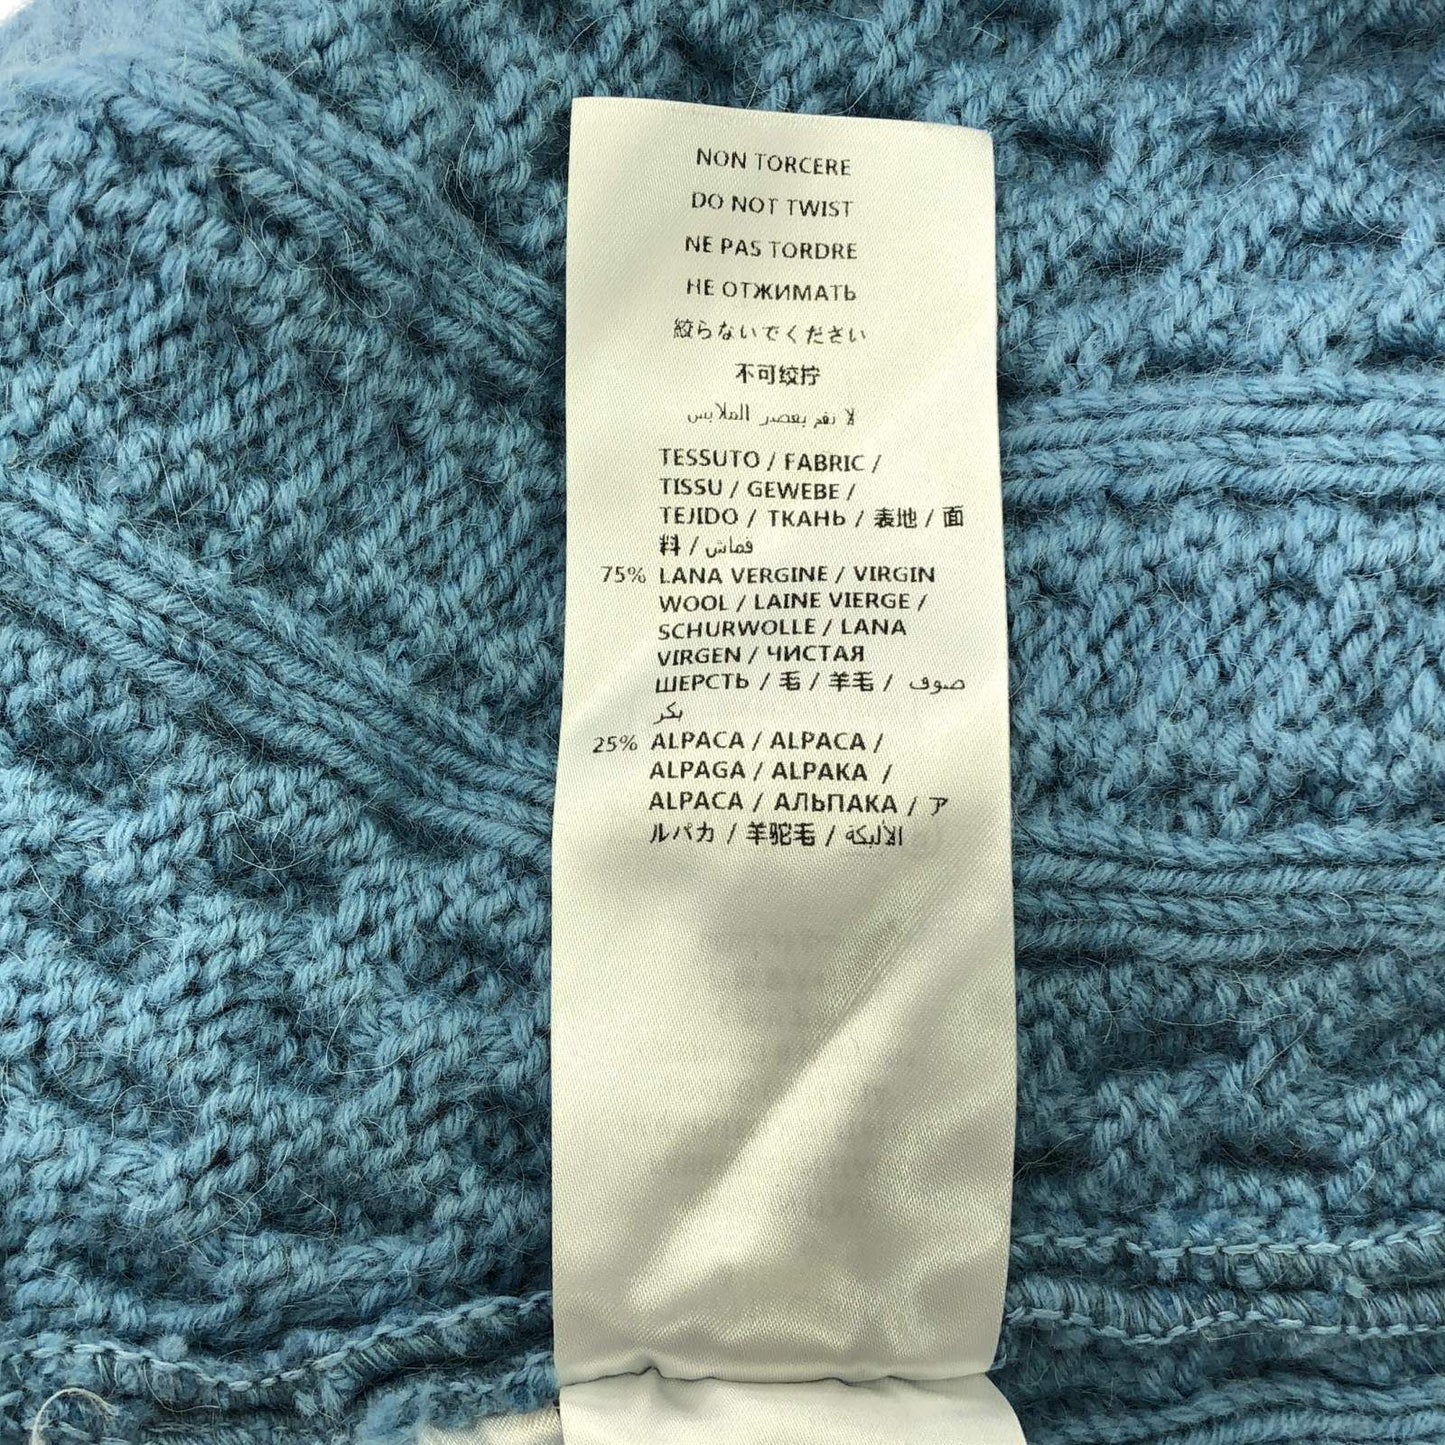 NON TORCERE
DO NOT TWIST
NE PAS TORDRE
НЕ ОТЖИМАТЬ
絞らないでください
不可绞拧
لا تقم بعصر الملابس
TESSUTO / FABRIC /
TISSU / GEWEBE /
TEJIDO / ТКАНЬ / 表地 / 面
料 / قماش
75% LANA VERGINE / VIRGIN
WOOL / LAINE VIERGE /
SCHURWOLLE / LANA
VIRGEN / ЧИСТАЯ
ШЕРСТЬ / 毛 / 羊毛 / صوف
بكر
25% ALPACA / ALPACA /
ALPAGA / ALPAKA /
ALPACA / АЛЬПАКА / ア
ルパカ / 羊驼毛 / الألبكة